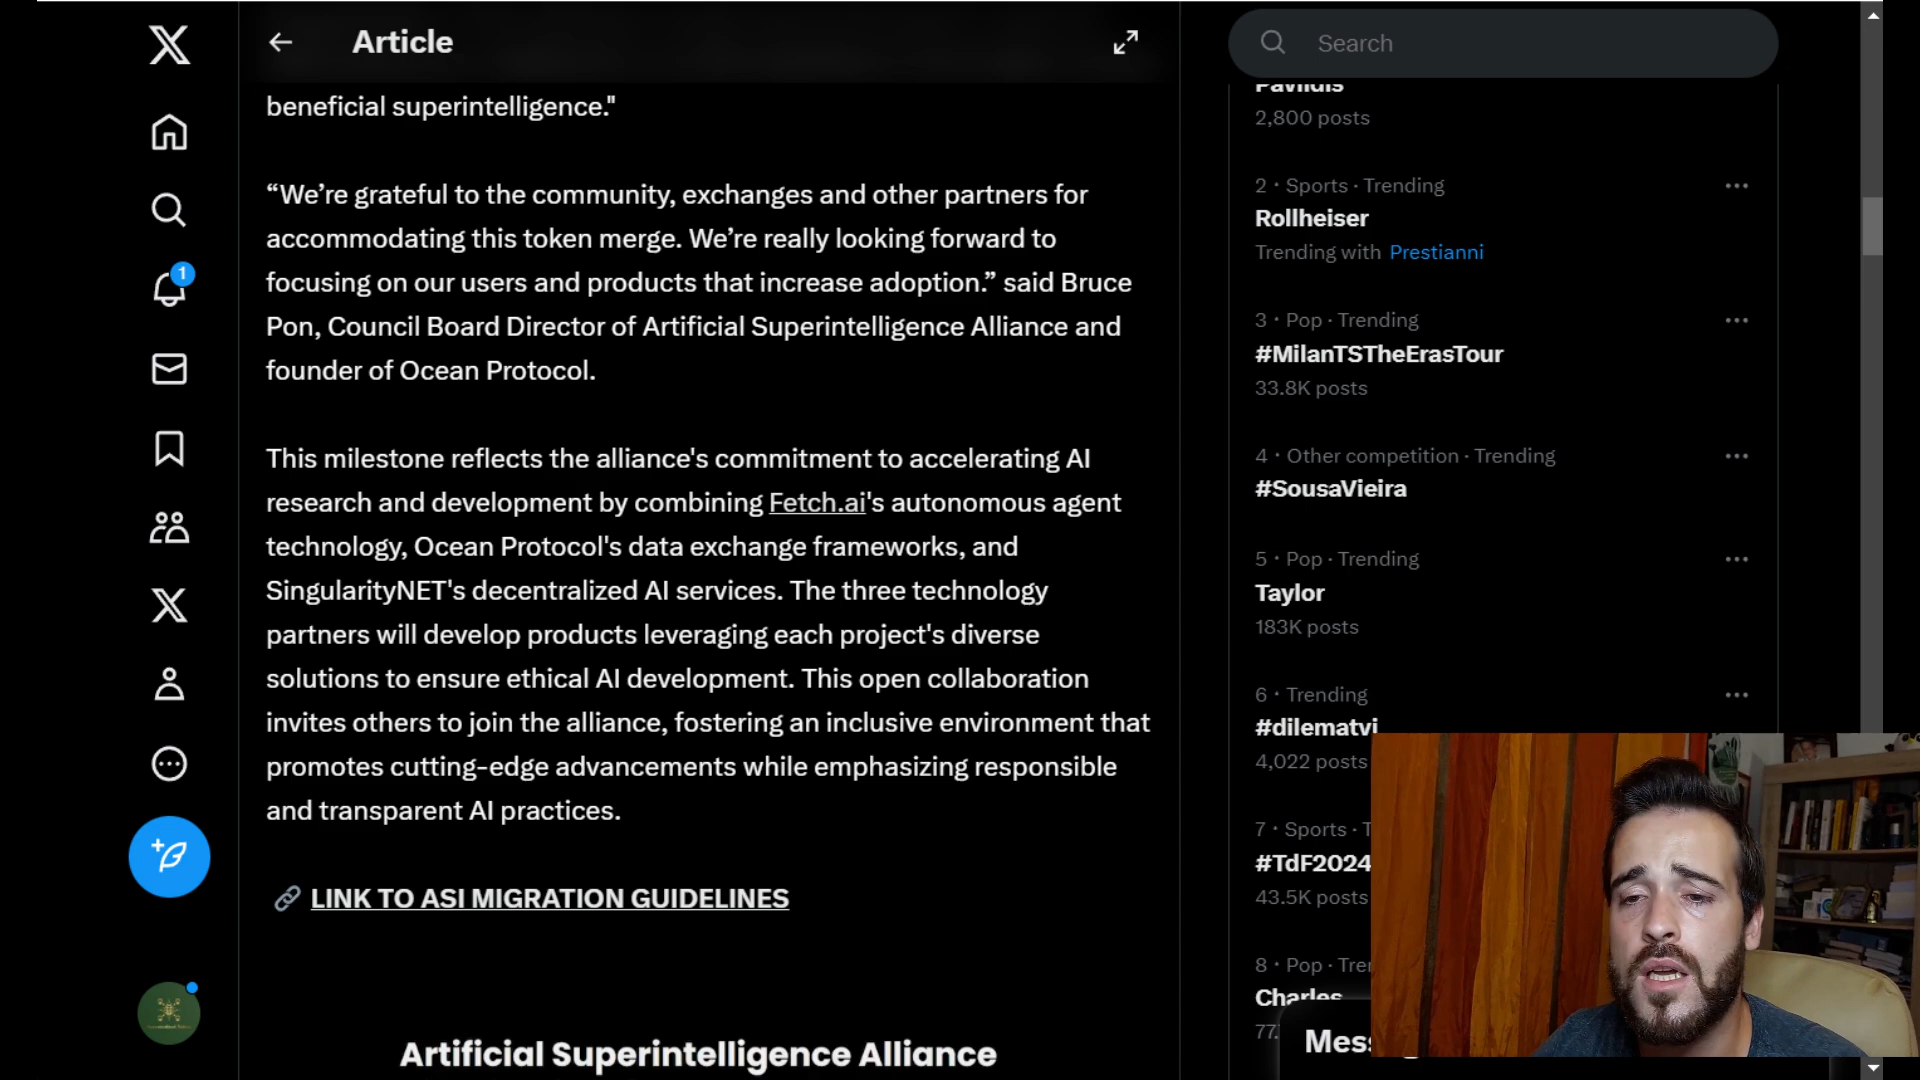 Article
Search
beneficial superintelligence."
“We’re grateful to the community, exchanges and other partners for
accommodating this token merge. We’re really looking forward to
focusing on our users and products that increase adoption.” said Bruce
Pon, Council Board Director of Artificial Superintelligence Alliance and
founder of Ocean Protocol.
This milestone reflects the alliance's commitment to accelerating AI
research and development by combining Fetch.ai's autonomous agent
technology, Ocean Protocol's data exchange frameworks, and
SingularityNET's decentralized AI services. The three technology
partners will develop products leveraging each project's diverse
solutions to ensure ethical AI development. This open collaboration
invites others to join the alliance, fostering an inclusive environment that
promotes cutting-edge advancements while emphasizing responsible
and transparent AI practices.
LINK TO ASI MIGRATION GUIDELINES
Artificial Superintelligence Alliance
1
Pavlidis
2,800 posts
2 · Sports · Trending
Rollheiser
Trending with Prestianni
3 · Pop · Trending
#MilanTSTheErasTour
33.8K posts
4 · Other competition · Trending
#SousaVieira
5 · Pop · Trending
Taylor
183K posts
6 · Trending
#dilematvi
4,022 posts
7 · Sports · T
#TdF2024
43.5K posts
8 · Pop · Tre
Charles
77
Mess